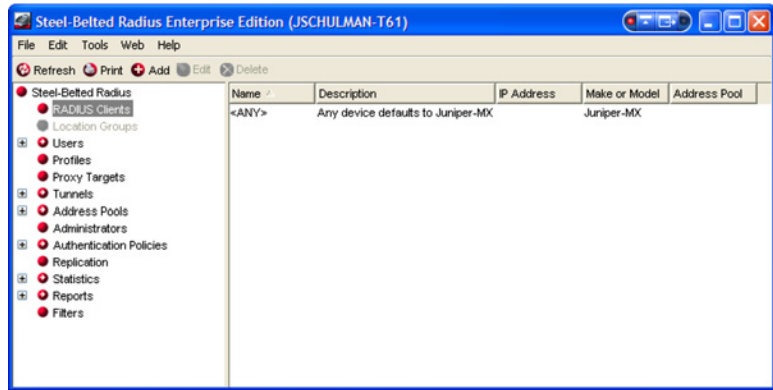 Steel-Belted Radius Enterprise Edition (JSCHULMAN-T61)
File Edit Tools Web Help
Refresh Print Add Edit Delete
Steel-Belted Radius
RADIUS Clients
Location Groups
Users
Profiles
Proxy Targets
Tunnels
Address Pools
Administrators
Authentication Policies
Replication
Statistics
Reports
Filters
Name Description IP Address Make or Model Address Pool
<ANY> Any device defaults to Juniper-MX Juniper-MX